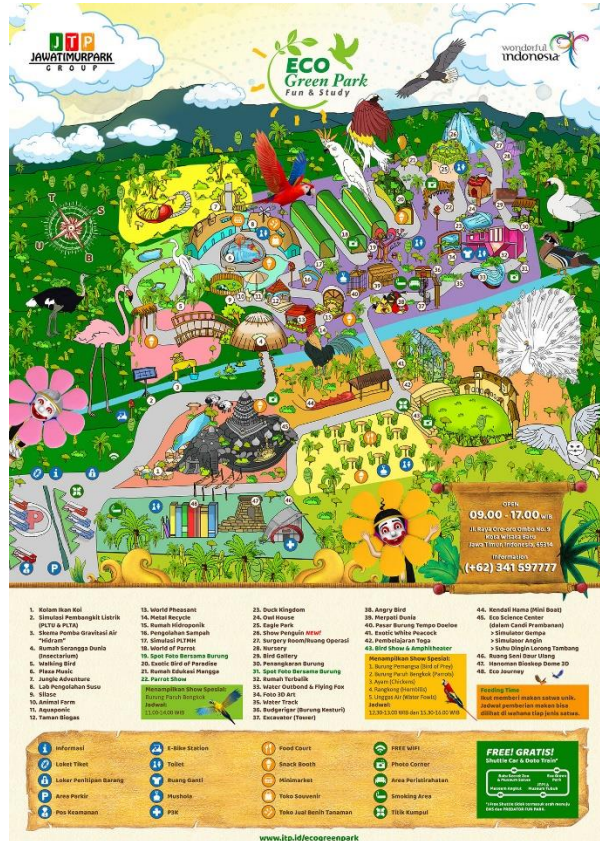 JTP
JAWATIMURPARK
GROUP
ECO
Green Park
Fun & Study
wonderful
indonesia
T
S
U
B
OPEN
09.00 - 17.00 WIB
Jl. Raya Oro-oro Ombo No. 9
Kota Wisata Batu
Jawa Timur, Indonesia, 65314
Information
(+62) 341 597777
1. Kolam Ikan Koi
2. Simulasi Pembangkit Listrik
(PLTU & PLTA)
3. Skema Pompa Gravitasi Air
"Hidram"
4. Rumah Serangga Dunia
(Insectarium)
5. Walking Bird
6. Plaza Music
7. Jungle Adventure
8. Lab Pengolahan Susu
9. Silase
10. Animal Farm
11. Aquaponic
12. Taman Biogas
13. World Pheasant
14. Metal Recycle
15. Rumah Hidroponik
16. Pengolahan Sampah
17. Simulasi PLTMH
18. World of Parrot
19. Spot Foto Bersama Burung
20. Exotic Bird of Paradise
21. Rumah Edukasi Mangga
22. Parrot Show
Menampilkan Show Spesial:
Burung Paruh Bengkok
Jadwal:
13.00-14.00 WIB
23. Duck Kingdom
24. Owl House
25. Eagle Park
26. Show Penguin NEW!
27. Surgery Room/Ruang Operasi
28. Nursery
29. Bird Gallery
30. Penangkaran Burung
31. Spot Foto Bersama Burung
32. Rumah Terbalik
33. Water Outbond & Flying Fox
34. Foto 3D Art
35. Water Track
36. Budgerigar (Burung Kesturi)
37. Excavator (Tower)
38. Angry Bird
39. Merpati Dunia
40. Pasar Burung Tempo Doeloe
41. Exotic White Peacock
42. Pembelajaran Toga
43. Bird Show & Amphitheater
Menampilkan Show Spesial:
1. Burung Pemangsa (Bird of Prey)
2. Burung Paruh Bengkok (Parrots)
3. Ayam (Chickens)
4. Rangkong (Hornbills)
5. Unggas Air (Water Fowls)
Jadwal:
44. Kendali Hama (Mini Boat)
45. Eco Science Center
(dalam Candi Prambanan)
> Simulator Gempa
> Simulator Angin
> Suhu Dingin Lorong Tambang
46. Ruang Seni Daur Ulang
47. Hanoman Bioskop Dome 3D
48. Eco Journey
Feeding Time
Ikut memberi makan satwa unik.
Jadwal pemberian makan bisa
dilihat di wahana tiap jenis satwa.
Informasi
Loket Tiket
Loker Penitipan Barang
Area Parkir
Pos Keamanan
E-Bike Station
Toilet
Ruang Ganti
Mushola
P3K
Food Court
Snack Booth
Minimarket
Toko Souvenir
Toko Jual Benih Tanaman
FREE WIFI
Photo Corner
Area Peristirahatan
Smoking Area
Titik Kumpul
FREE! GRATIS!
Shuttle Car & Doto Train*
www.jtp.id/ecogreenpark